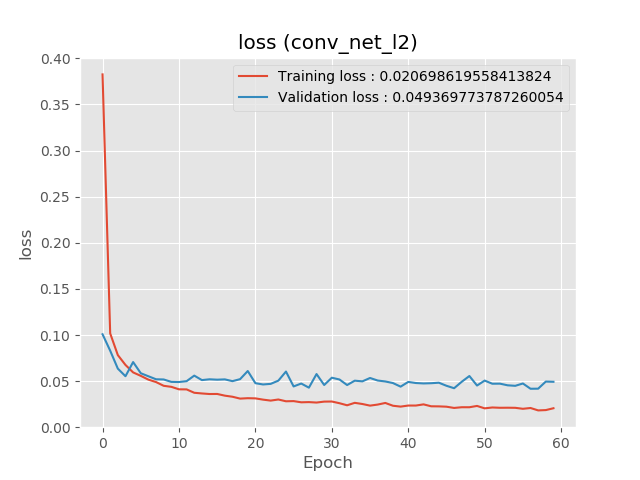 loss (conv_net_l2)
Training loss : 0.020698619558413824
Validation loss : 0.049369773787260054
0.40
0.35
0.30
0.25
0.20
0.15
0.10
0.05
0.00
loss
0 10 20 30 40 50 60
Epoch